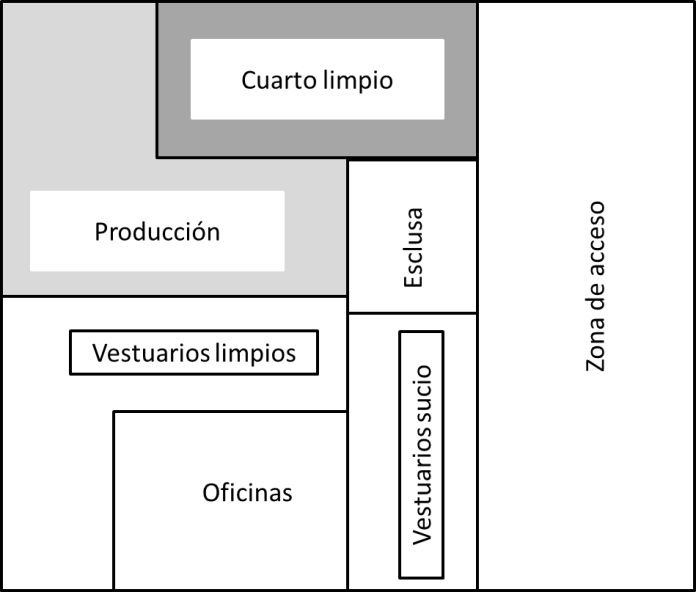 Cuarto limpio
Producción
Esclusa
Zona de acceso
Vestuarios limpios
Vestuarios sucio
Oficinas